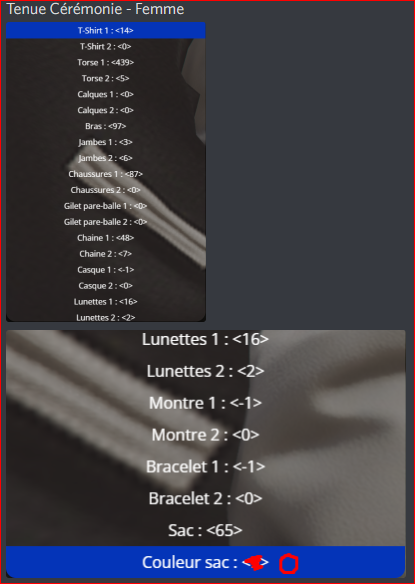 Tenue Cérémonie - Femme
T-Shirt 1 : <14>
T-Shirt 2 : <0>
Torse 1 : <439>
Torse 2 : <5>
Calques 1 : <0>
Calques 2 : <0>
Bras : <97>
Jambes 1 : <3>
Jambes 2 : <6>
Chaussures 1 : <87>
Chaussures 2 : <0>
Gilet pare-balle 1 : <0>
Gilet pare-balle 2 : <0>
Chaine 1 : <48>
Chaine 2 : <7>
Casque 1 : <-1>
Casque 2 : <0>
Lunettes 1 : <16>
Lunettes 2 : <2>
Lunettes 1 : <16>
Lunettes 2 : <2>
Montre 1 : <-1>
Montre 2 : <0>
Bracelet 1 : <-1>
Bracelet 2 : <0>
Sac : <65>
Couleur sac :